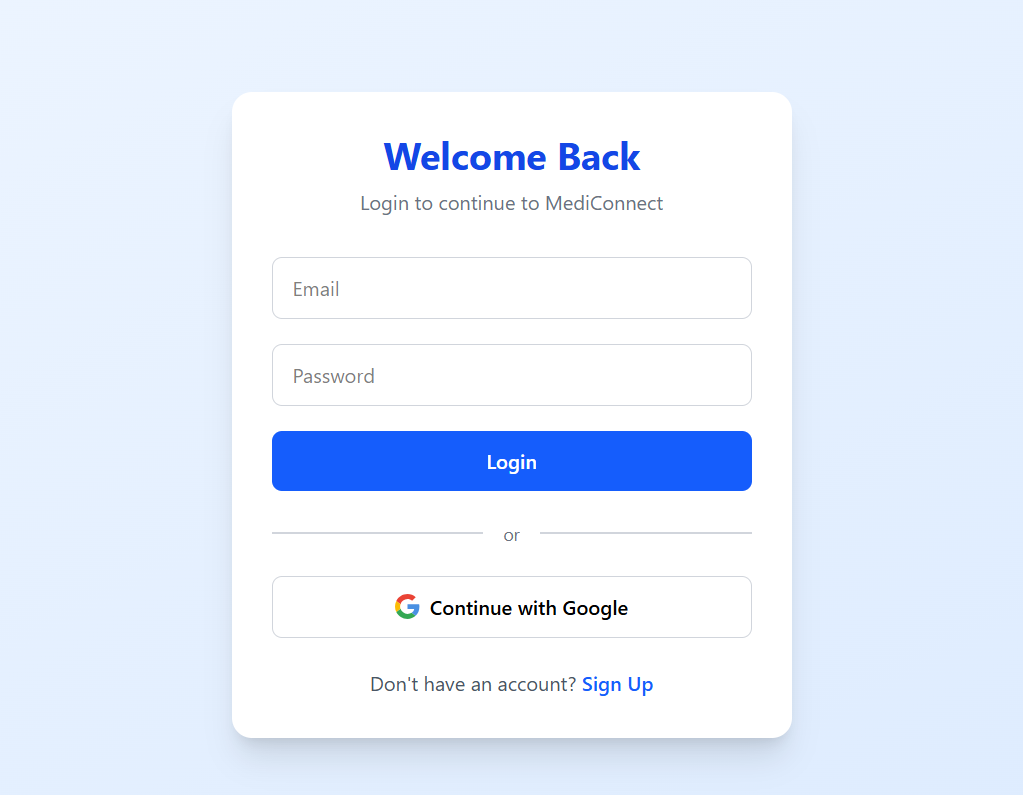 Welcome Back
Login to continue to MediConnect
Email
Password
Login
or
Continue with Google
Don't have an account? Sign Up